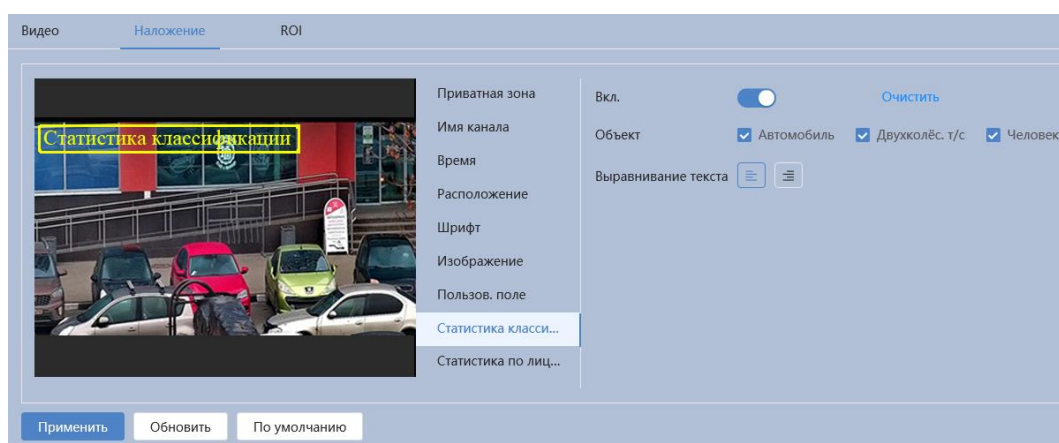 Видео Наложение ROI
Статистика классификации
Приватная зона
Имя канала
Время
Расположение
Шрифт
Изображение
Пользов. поле
Статистика класси...
Статистика по лиц...
Вкл. Очистить
Объект Автомобиль Двухколёс. т/с Человек
Выравнивание текста
Применить Обновить По умолчанию